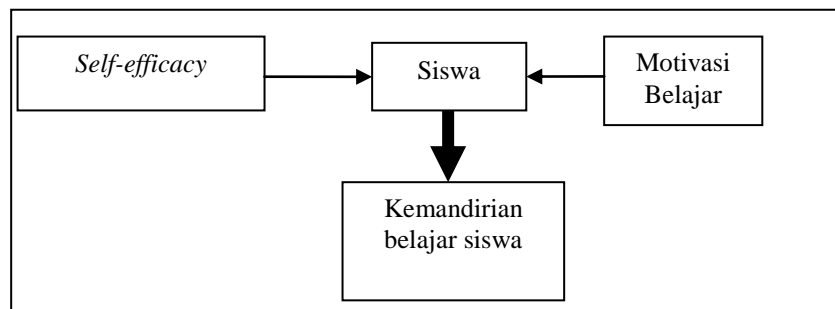 Self-efficacy
Siswa
Motivasi
Belajar
Kemandirian
belajar siswa